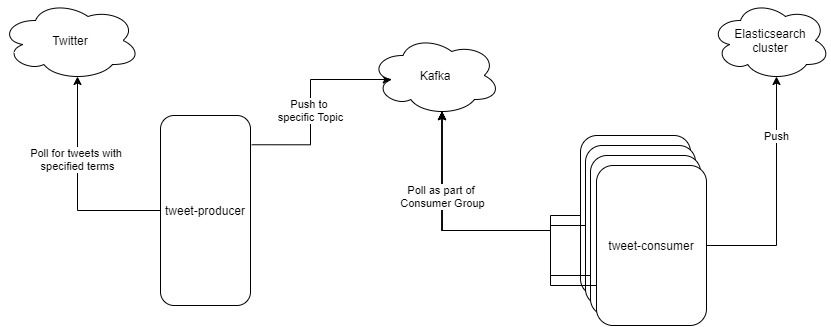 Twitter
Elasticsearch
cluster
Kafka
Push to
specific Topic
Push
Poll for tweets with
specified terms
Poll as part of
Consumer Group
tweet-producer
tweet-consumer